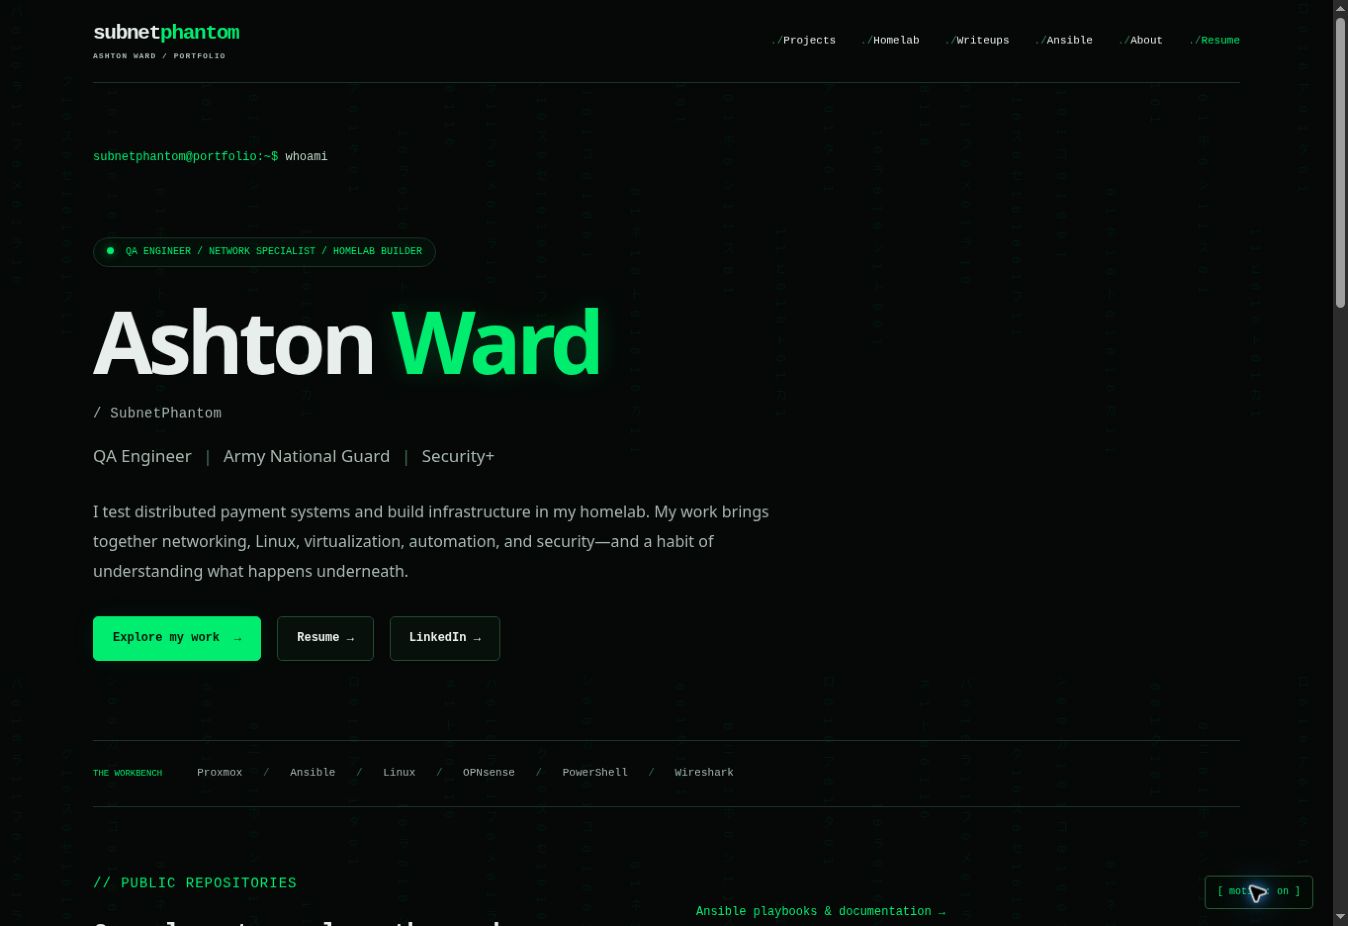 subnetphantom
ASHTON WARD / PORTFOLIO
./Projects ./Homelab ./Writeups ./Ansible ./About ./Resume
subnetphantom@portfolio:~$ whoami
QA ENGINEER / NETWORK SPECIALIST / HOMELAB BUILDER
Ashton Ward
/ SubnetPhantom
QA Engineer | Army National Guard | Security+
I test distributed payment systems and build infrastructure in my homelab. My work brings
together networking, Linux, virtualization, automation, and security—and a habit of
understanding what happens underneath.
Explore my work →
Resume →
LinkedIn →
THE WORKBENCH Proxmox / Ansible / Linux / OPNsense / PowerShell / Wireshark
// PUBLIC REPOSITORIES
Ansible playbooks & documentation →
[ on ]